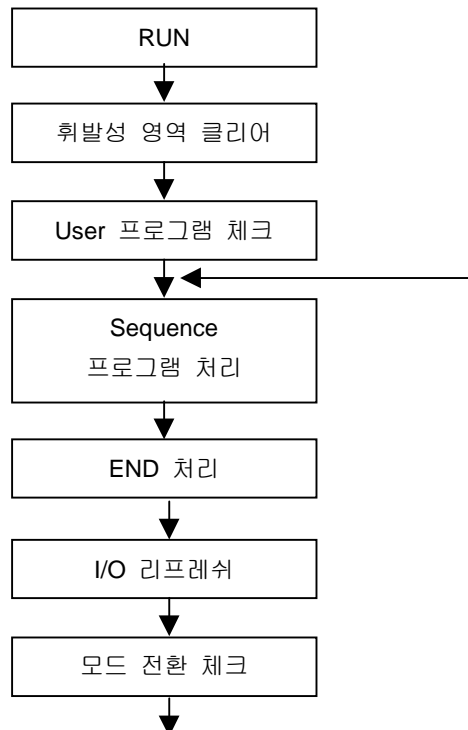 RUN
휘발성 영역 클리어
User 프로그램 체크
Sequence
프로그램 처리
END 처리
I/O 리프레쉬
모드 전환 체크